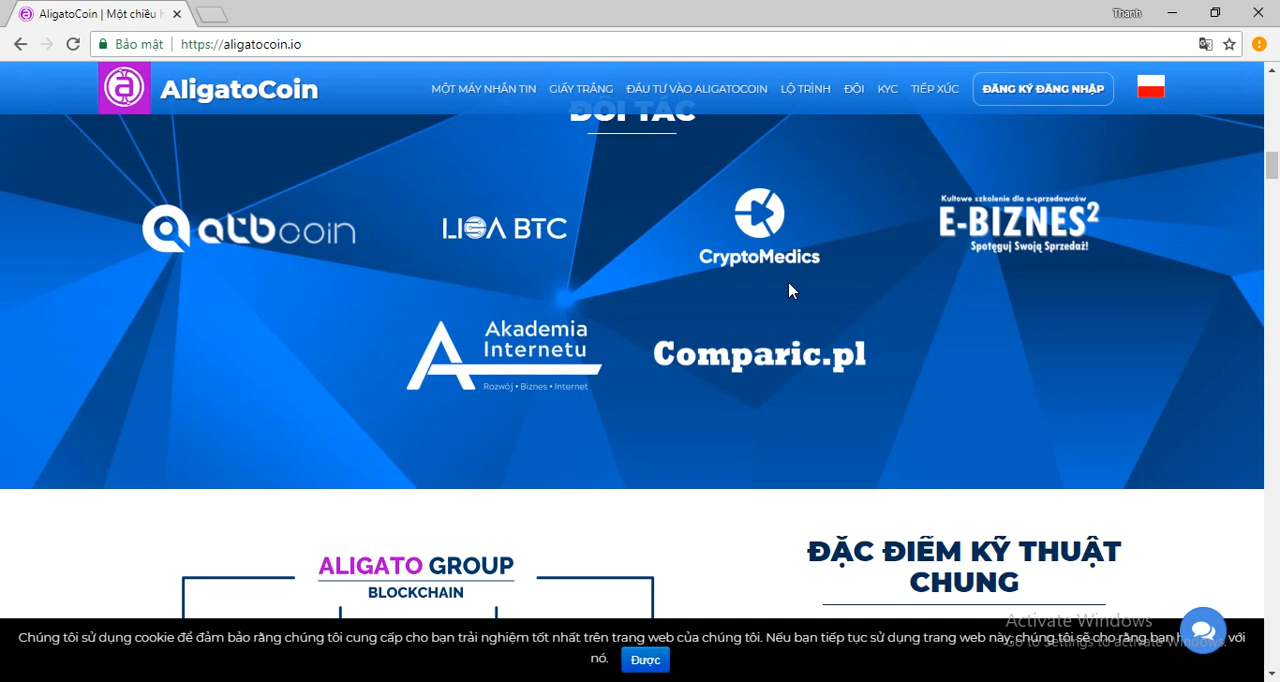 AligatoCoin | Một chiều h
Thanh
Bảo mật
https://aligatocoin.io
AligatoCoin
MỘT MÁY NHẮN TIN GIẤY TRẮNG ĐẦU TƯ VÀO ALIGATOCOIN LỘ TRÌNH ĐỘI KYC TIẾP XÚC ĐĂNG KÝ ĐĂNG NHẬP
ĐỐI TÁC
atbcoin
LIGA BTC
CryptoMedics
Kultowe szkolenie dla e-sprzedawców
E-BIZNES²
Spotęguj Swoją Sprzedaż!
Akademia
Internetu
Rozwój • Biznes • Internet
Comparic.pl
ALIGATO GROUP
BLOCKCHAIN
ĐẶC ĐIỂM KỸ THUẬT
CHUNG
Activate Windows
Go to Settings to activate Windows.
Chúng tôi sử dụng cookie để đảm bảo rằng chúng tôi cung cấp cho bạn trải nghiệm tốt nhất trên trang web của chúng tôi. Nếu bạn tiếp tục sử dụng trang web này, chúng tôi sẽ cho rằng bạn với
nó. Được